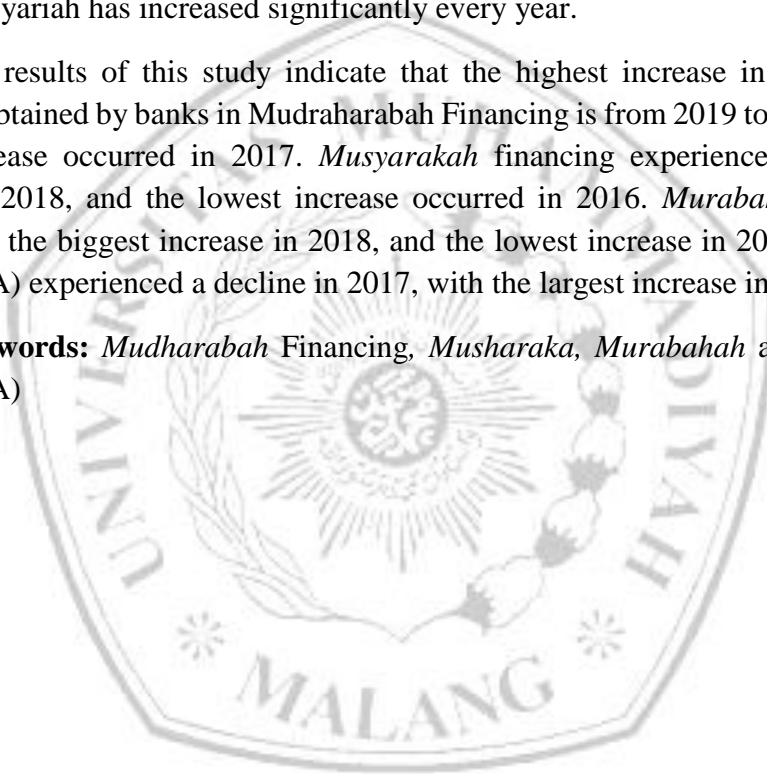 yariah has increased significantly every year.
results of this study indicate that the highest increase in
btained by banks in Mudraharabah Financing is from 2019 to
ease occurred in 2017. Musyarakah financing experience
2018, and the lowest increase occurred in 2016. Muraba
the biggest increase in 2018, and the lowest increase in 20
A) experienced a decline in 2017, with the largest increase in
words: Mudharabah Financing, Musharaka, Murabahah a
A)
UNIVERSITAS MUHAMMADIYAH
MALANG